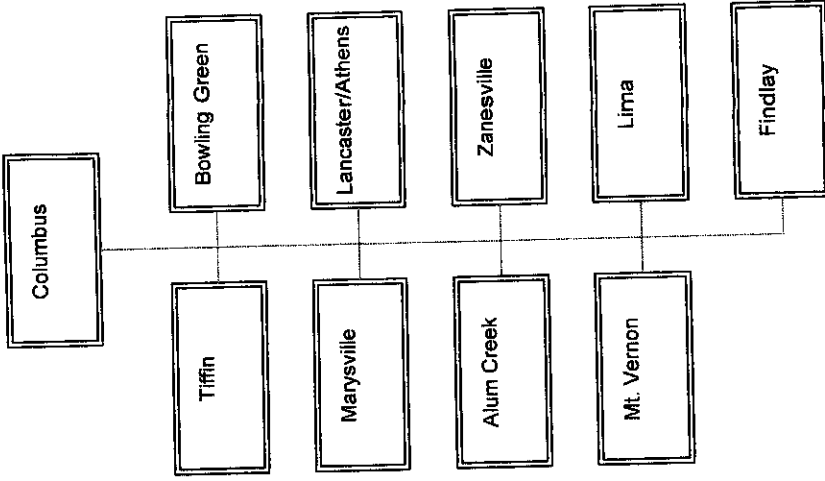 Columbus
Tiffin
Bowling Green
Marysville
Lancaster/Athens
Alum Creek
Zanesville
Mt. Vernon
Lima
Findlay